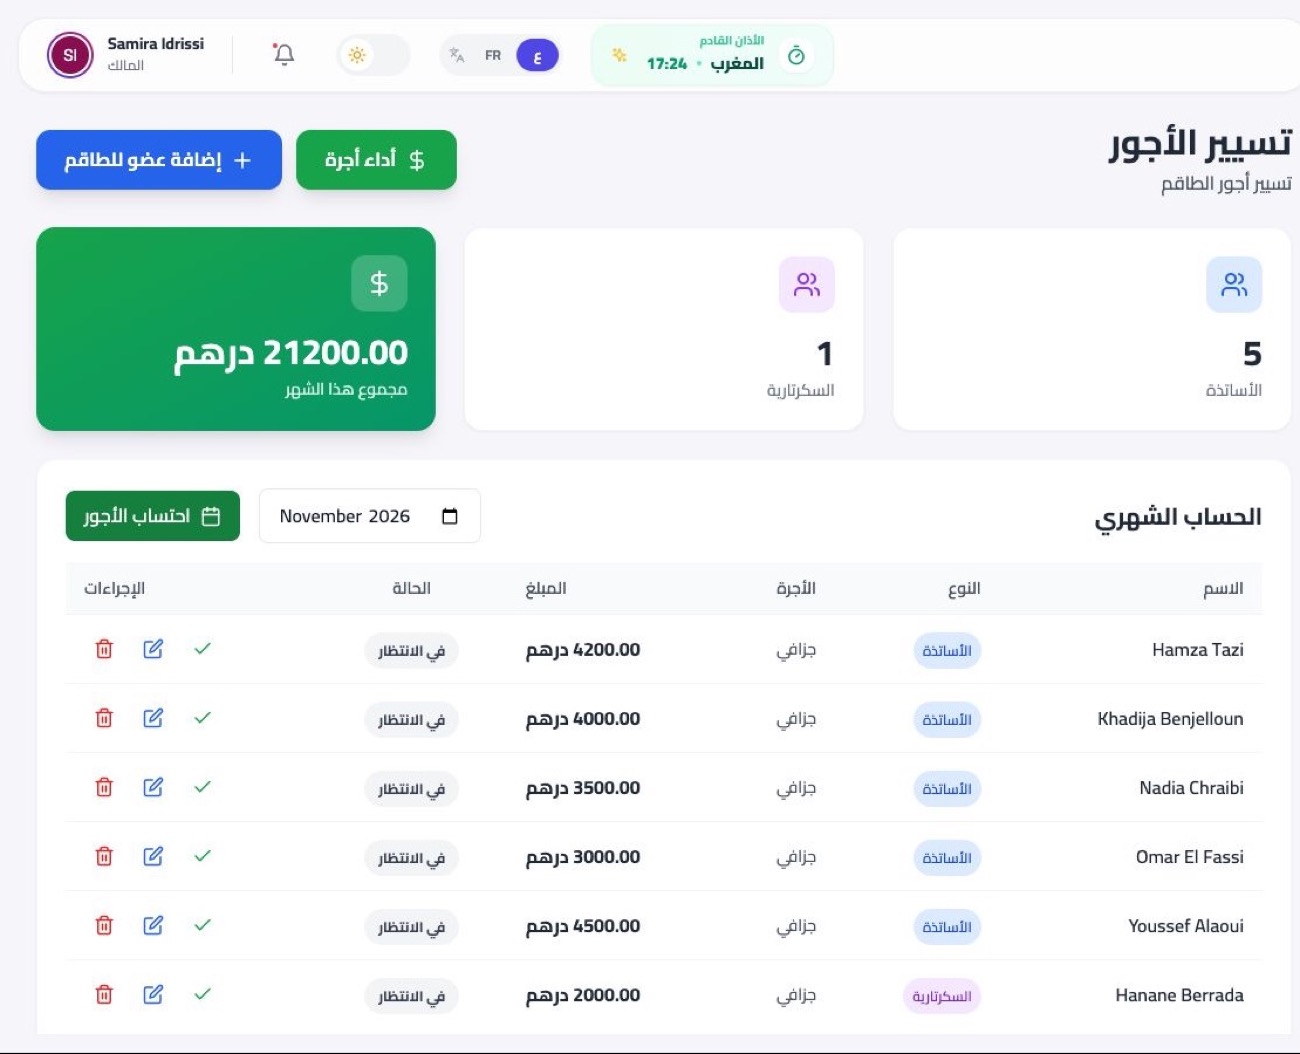 الأذان القادم
المغرب • 17:24
ع
FR
Samira Idrissi
المالك
SI
تسيير الأجور
تسيير أجور الطاقم
$ أداء أجرة
+ إضافة عضو للطاقم
5
الأساتذة
1
السكرتارية
$
21200.00 درهم
مجموع هذا الشهر
الحساب الشهري
November 2026
احتساب الأجور
الاسم النوع الأجرة المبلغ الحالة الإجراءات
Hamza Tazi الأساتذة جزافي 4200.00 درهم في الانتظار
Khadija Benjelloun الأساتذة جزافي 4000.00 درهم في الانتظار
Nadia Chraibi الأساتذة جزافي 3500.00 درهم في الانتظار
Omar El Fassi الأساتذة جزافي 3000.00 درهم في الانتظار
Youssef Alaoui الأساتذة جزافي 4500.00 درهم في الانتظار
Hanane Berrada السكرتارية جزافي 2000.00 درهم في الانتظار